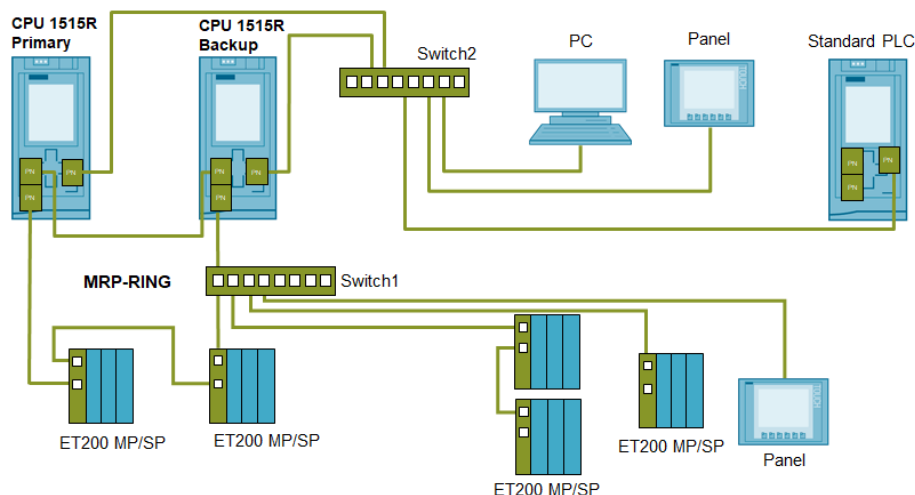 CPU 1515R
Primary
CPU 1515R
Backup
Switch2
PC
Panel
Standard PLC
PN
PN
PN
PN
PN
PN
PN
PN
PN
MRP-RING
Switch1
ET200 MP/SP
ET200 MP/SP
ET200 MP/SP
ET200 MP/SP
Panel